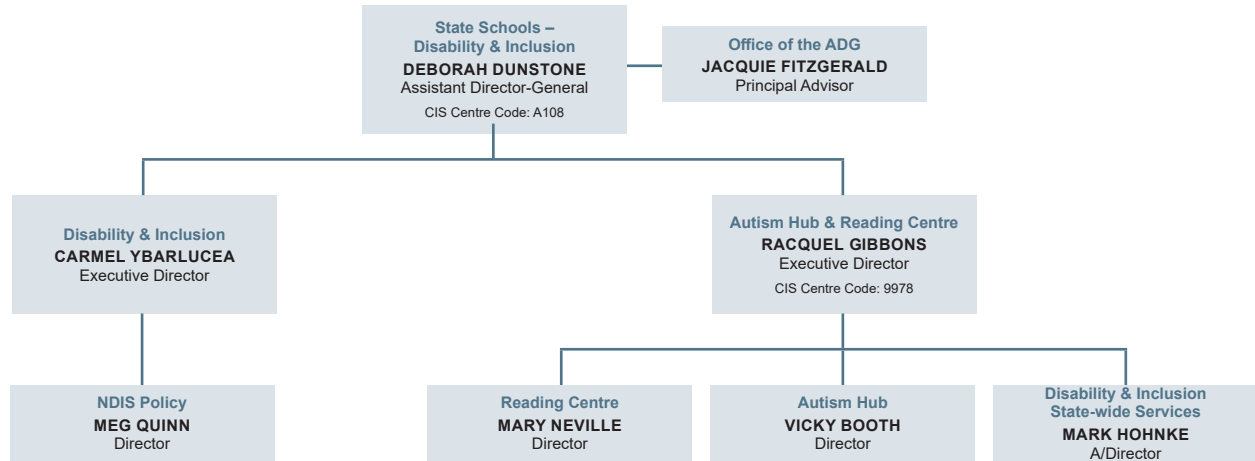 State Schools –
Disability & Inclusion
DEBORAH DUNSTONE
Assistant Director-General
CIS Centre Code: A108
Office of the ADG
JACQUIE FITZGERALD
Principal Advisor
Disability & Inclusion
CARMEL YBARLUCEA
Executive Director
Autism Hub & Reading Centre
RACQUEL GIBBONS
Executive Director
CIS Centre Code: 9978
NDIS Policy
MEG QUINN
Director
Reading Centre
MARY NEVILLE
Director
Autism Hub
VICKY BOOTH
Director
Disability & Inclusion
State-wide Services
MARK HOHNKE
A/Director